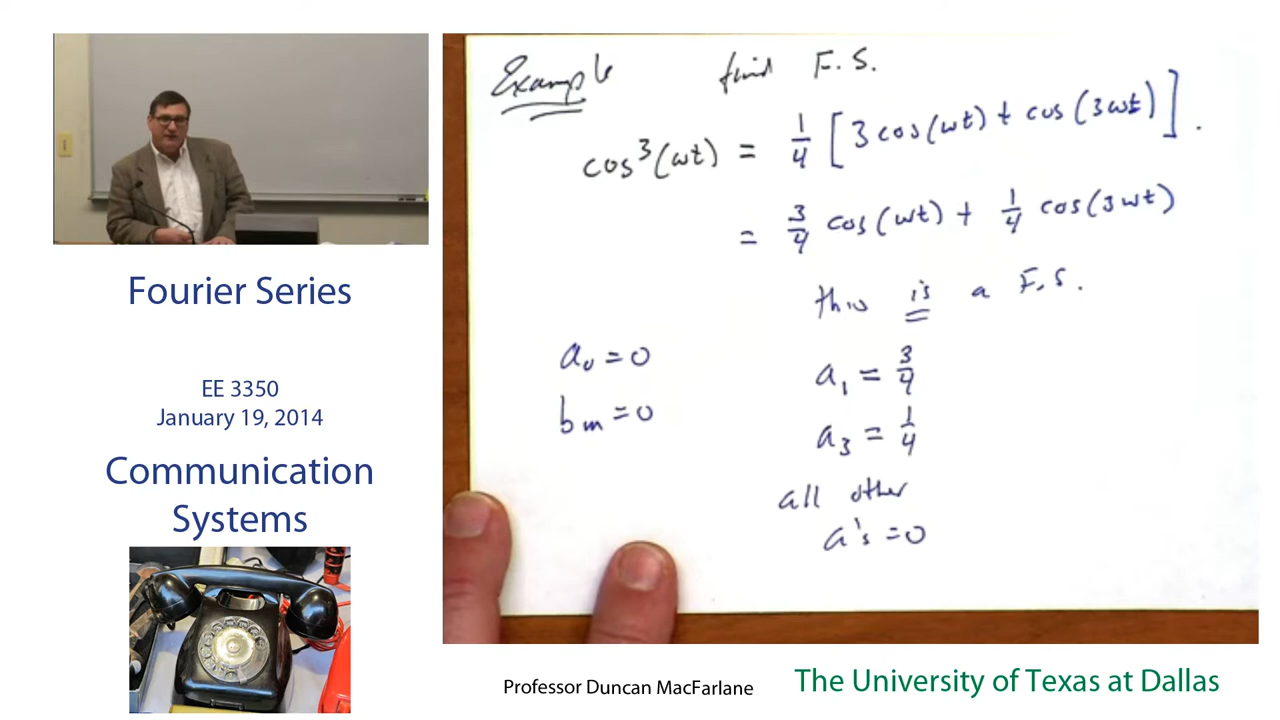 Example find F.S.
cos³(ωt) = 1/4 [3 cos(ωt) + cos(3ωt)].
= 3/4 cos(ωt) + 1/4 cos(3ωt)
this is a F.S.
a₀ = 0
bₘ = 0
a₁ = 3/4
a₃ = 1/4
all other
a's = 0
Fourier Series
EE 3350
January 19, 2014
Communication
Systems
Professor Duncan MacFarlane
The University of Texas at Dallas